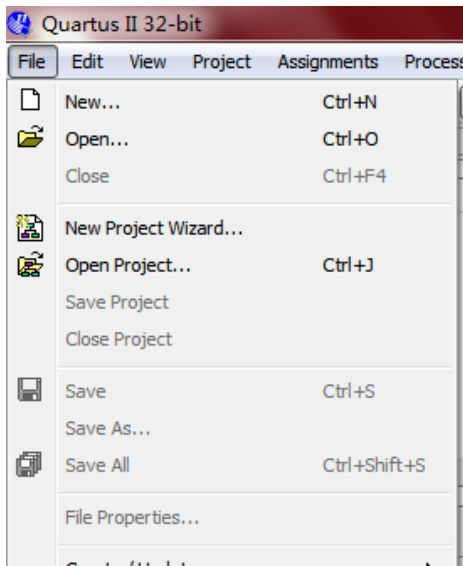 Quartus II 32-bit
File Edit View Project Assignments
New... Ctrl+N
Open... Ctrl+O
Close Ctrl+F4
New Project Wizard...
Open Project... Ctrl+J
Save Project
Close Project
Save Ctrl+S
Save As...
Save All Ctrl+Shift+S
File Properties...